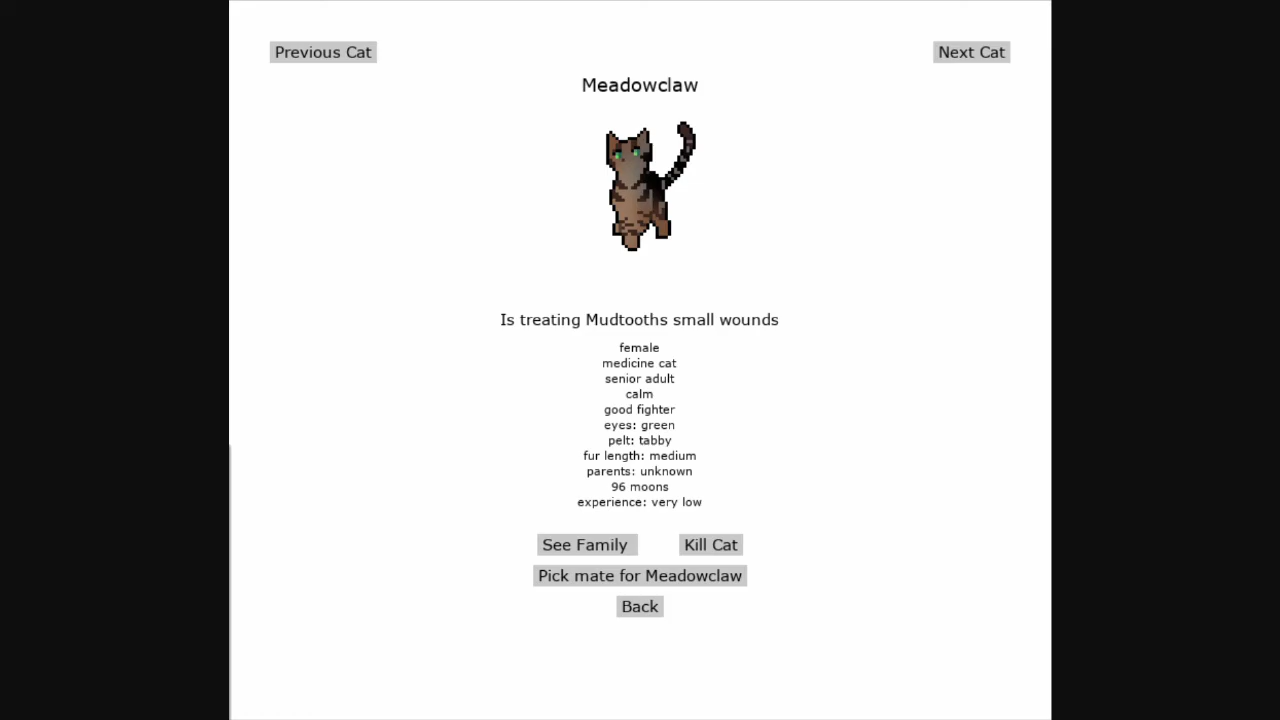 Previous Cat
Next Cat
Meadowclaw
Is treating Mudtooths small wounds
female
medicine cat
senior adult
calm
good fighter
eyes: green
pelt: tabby
fur length: medium
parents: unknown
96 moons
experience: very low
See Family
Kill Cat
Pick mate for Meadowclaw
Back